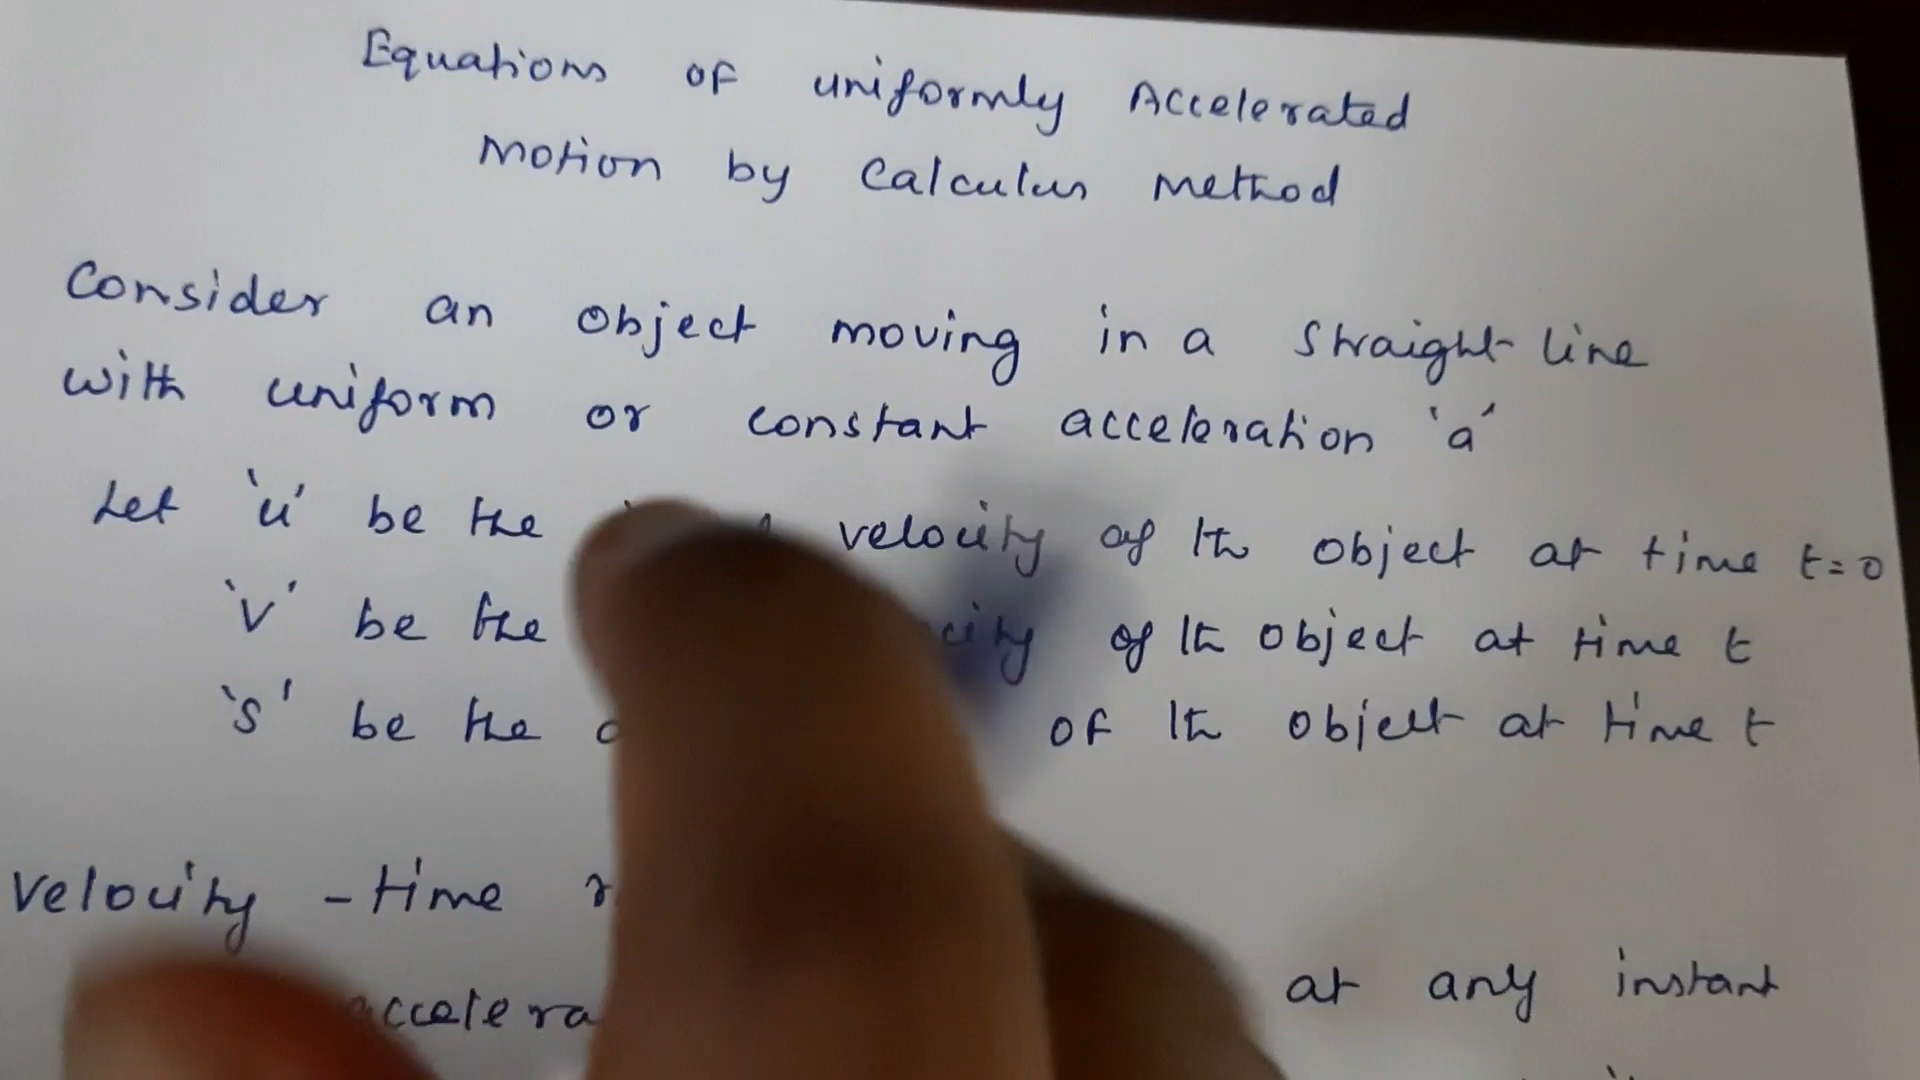 Equations of uniformly Accelerated
Motion by Calculus Method
Consider an object moving in a straight line
with uniform or constant acceleration 'a'
Let 'u' be the velocity of the object at time t=0
'v' be the of the object at time t
's' be the of the object at time t
Velocity - time
at any instant